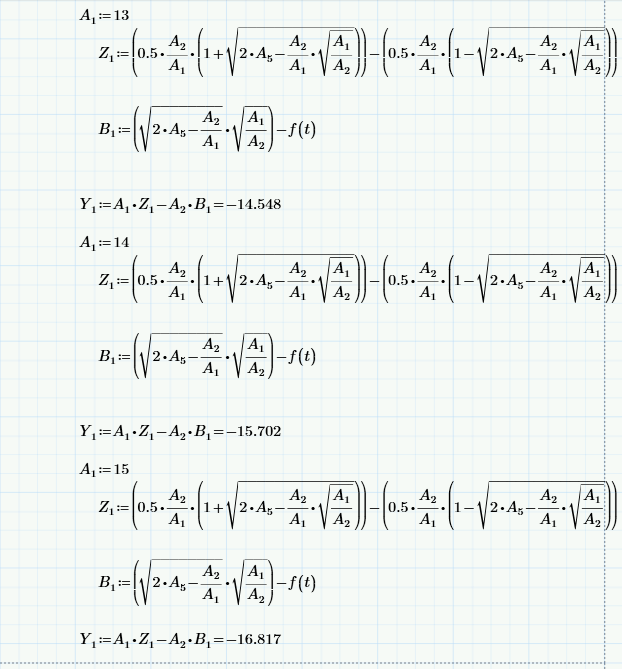 A₁:=13
Z₁:=(0.5·A₂/A₁·(1+√(2·A₅−A₂/A₁·√(A₁/A₂))))−(0.5·A₂/A₁·(1−√(2·A₅−A₂/A₁·√(A₁/A₂))))
B₁:=(√(2·A₅−A₂/A₁)·√(A₁/A₂))−f(t)
Y₁:=A₁·Z₁−A₂·B₁=−14.548
A₁:=14
Z₁:=(0.5·A₂/A₁·(1+√(2·A₅−A₂/A₁·√(A₁/A₂))))−(0.5·A₂/A₁·(1−√(2·A₅−A₂/A₁·√(A₁/A₂))))
B₁:=(√(2·A₅−A₂/A₁)·√(A₁/A₂))−f(t)
Y₁:=A₁·Z₁−A₂·B₁=−15.702
A₁:=15
Z₁:=(0.5·A₂/A₁·(1+√(2·A₅−A₂/A₁·√(A₁/A₂))))−(0.5·A₂/A₁·(1−√(2·A₅−A₂/A₁·√(A₁/A₂))))
B₁:=(√(2·A₅−A₂/A₁)·√(A₁/A₂))−f(t)
Y₁:=A₁·Z₁−A₂·B₁=−16.817